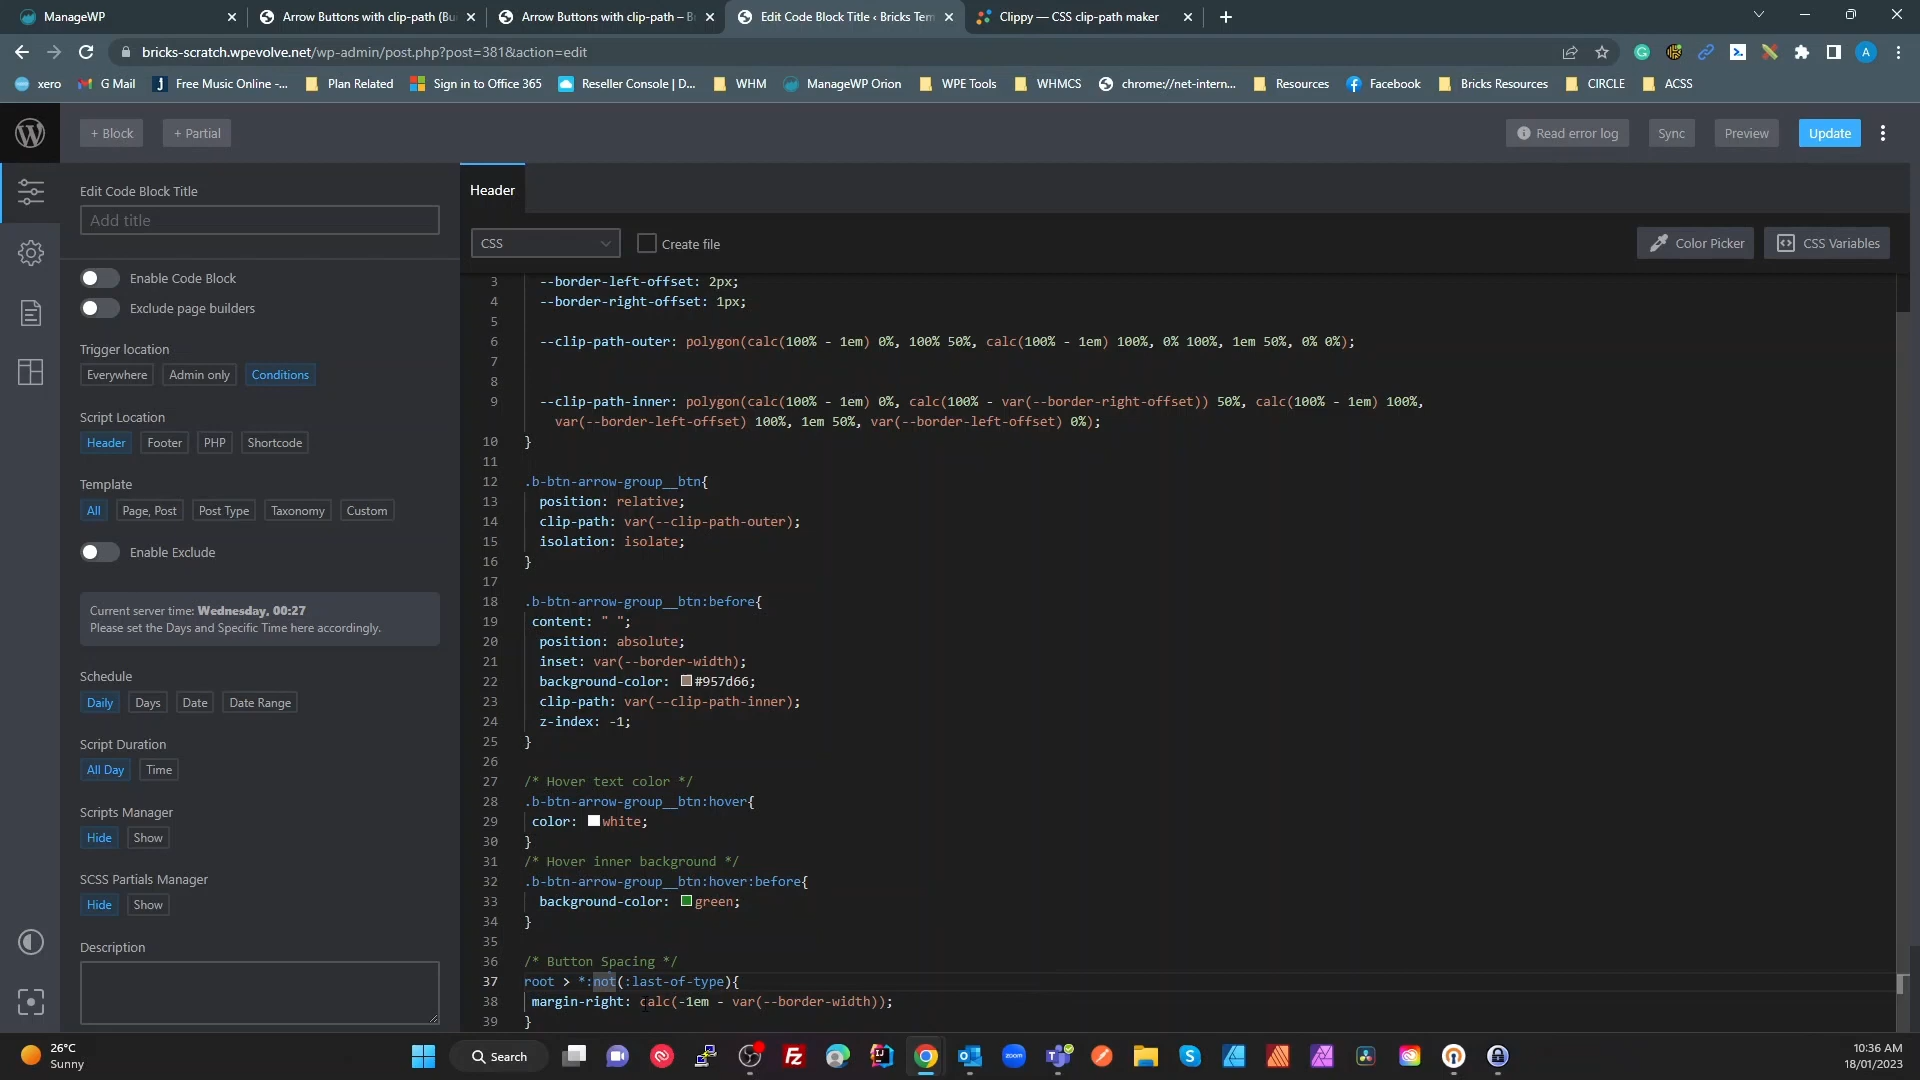 ManageWP
Arrow Buttons with clip-path (Bu
Arrow Buttons with clip-path – B
Edit Code Block Title ‹ Bricks Tem
Clippy — CSS clip-path maker
bricks-scratch.wpevolve.net/wp-admin/post.php?post=381&action=edit
A
xero
G Mail
Free Music Online -...
Plan Related
Sign in to Office 365
Reseller Console | D...
WHM
ManageWP Orion
WPE Tools
WHMCS
chrome://net-intern...
Resources
Facebook
Bricks Resources
CIRCLE
ACSS
+ Block
+ Partial
Read error log
Sync
Preview
Update
Edit Code Block Title
Add title
Enable Code Block
Exclude page builders
Trigger location
Everywhere
Admin only
Conditions
Script Location
Header
Footer
PHP
Shortcode
Template
All
Page, Post
Post Type
Taxonomy
Custom
Enable Exclude
Current server time: Wednesday, 00:27
Please set the Days and Specific Time here accordingly.
Schedule
Daily
Days
Date
Date Range
Script Duration
All Day
Time
Scripts Manager
Hide
Show
SCSS Partials Manager
Hide
Show
Description
Header
CSS
Create file
Color Picker
CSS Variables
3 --border-left-offset: 2px;
4 --border-right-offset: 1px;
5
6 --clip-path-outer: polygon(calc(100% - 1em) 0%, 100% 50%, calc(100% - 1em) 100%, 0% 100%, 1em 50%, 0% 0%);
7
8
9 --clip-path-inner: polygon(calc(100% - 1em) 0%, calc(100% - var(--border-right-offset)) 50%, calc(100% - 1em) 100%,
var(--border-left-offset) 100%, 1em 50%, var(--border-left-offset) 0%);
10 }
11
12 .b-btn-arrow-group__btn{
13 position: relative;
14 clip-path: var(--clip-path-outer);
15 isolation: isolate;
16 }
17
18 .b-btn-arrow-group__btn:before{
19 content: " ";
20 position: absolute;
21 inset: var(--border-width);
22 background-color: #957d66;
23 clip-path: var(--clip-path-inner);
24 z-index: -1;
25 }
26
27 /* Hover text color */
28 .b-btn-arrow-group__btn:hover{
29 color: white;
30 }
31 /* Hover inner background */
32 .b-btn-arrow-group__btn:hover:before{
33 background-color: green;
34 }
35
36 /* Button Spacing */
37 root > *:not(:last-of-type){
38 margin-right: calc(-1em - var(--border-width));
39 }
26°C
Sunny
Search
zoom
10:36 AM
18/01/2023